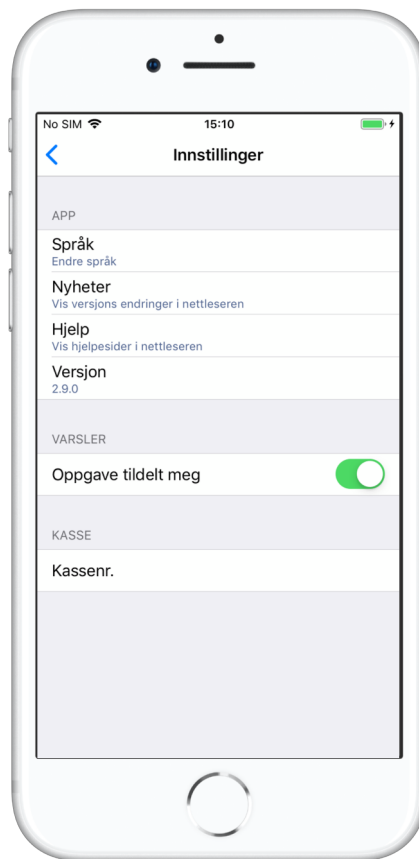 No SIM 15:10
Innstillinger
APP
Språk
Endre språk
Nyheter
Vis versjons endringer i nettleseren
Hjelp
Vis hjelpesider i nettleseren
Versjon
2.9.0
VARSLER
Oppgave tildelt meg
KASSE
Kassenr.